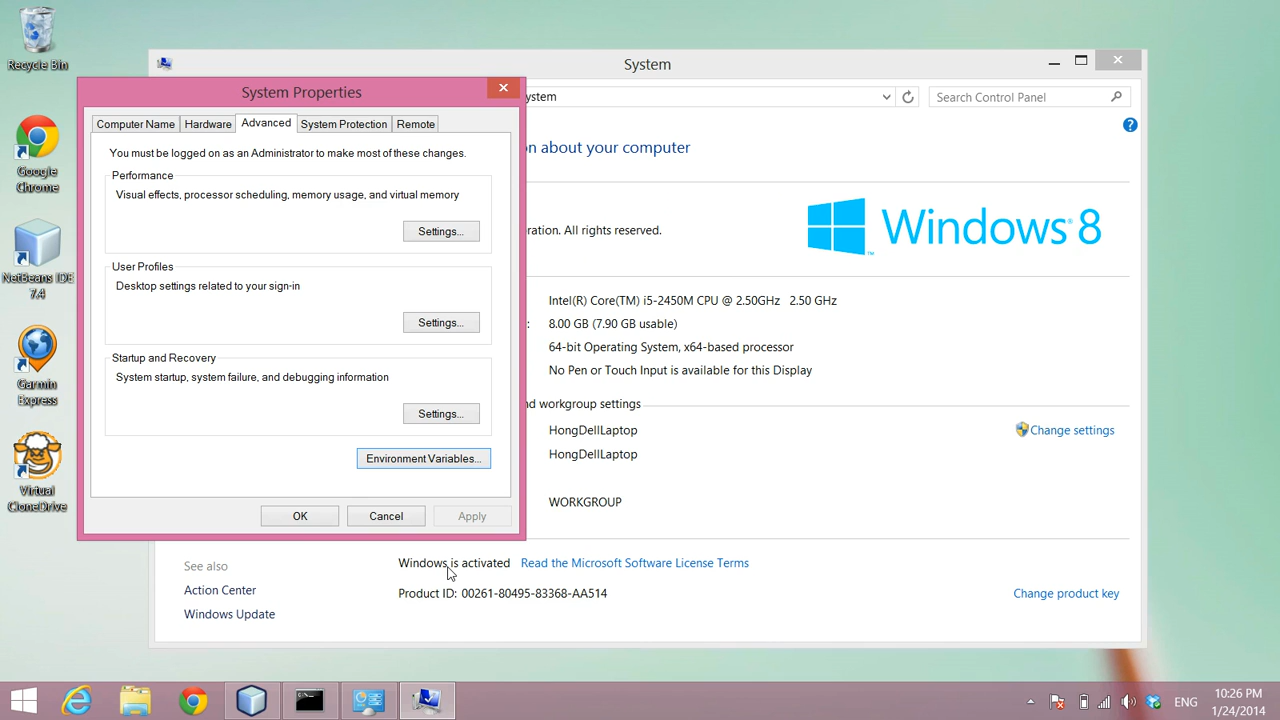 Recycle Bin
Google
Chrome
NetBeans IDE
7.4
Garmin
Express
Virtual
CloneDrive
System
ystem
Search Control Panel
n about your computer
ration. All rights reserved.
Windows® 8
Intel(R) Core(TM) i5-2450M CPU @ 2.50GHz 2.50 GHz
: 8.00 GB (7.90 GB usable)
64-bit Operating System, x64-based processor
No Pen or Touch Input is available for this Display
nd workgroup settings
HongDellLaptop
Change settings
HongDellLaptop
WORKGROUP
System Properties
Computer Name
Hardware
Advanced
System Protection
Remote
You must be logged on as an Administrator to make most of these changes.
Performance
Visual effects, processor scheduling, memory usage, and virtual memory
Settings...
User Profiles
Desktop settings related to your sign-in
Settings...
Startup and Recovery
System startup, system failure, and debugging information
Settings...
Environment Variables...
OK
Cancel
Apply
See also
Action Center
Windows Update
Windows is activated Read the Microsoft Software License Terms
Product ID: 00261-80495-83368-AA514
Change product key
ENG
10:26 PM
1/24/2014